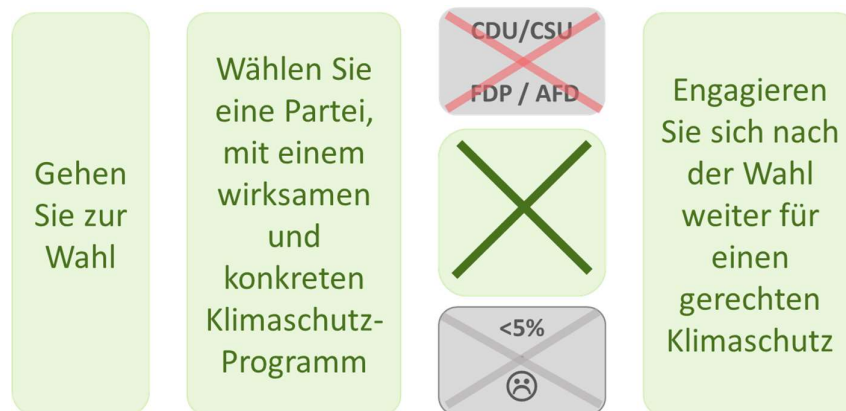 Gehen
Sie zur
Wahl
Wählen Sie
eine Partei,
mit einem
wirksamen
und
konkreten
Klimaschutz-
Programm
CDU/CSU
FDP / AFD
<5%
☹
Engagieren
Sie sich nach
der Wahl
weiter für
einen
gerechten
Klimaschutz